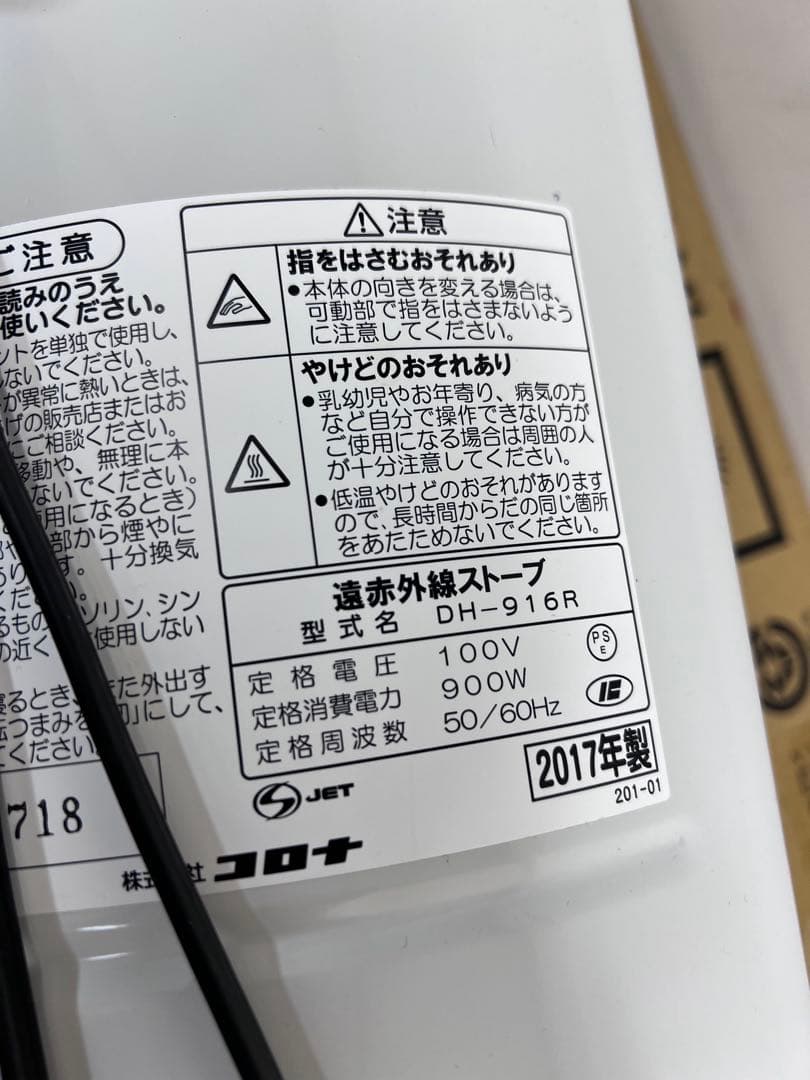 ご注意
読みのうえ
使いください。
ントを単独で使用し、
ないでください。
が異常に熱いときは、
げの販売店またはお
にご相談ください。
移動や、無理に本
ないでください。
使用になるとき)
部から煙やに
す。十分換気
ソリン、シン
るもの
の近く 使用しない
寝るとき、また外出す
つまみを 切」にして、
ください
718
⚠注意
指をはさむおそれあり
●本体の向きを変える場合は、
可動部で指をはさまないよう
に注意してください。
やけどのおそれあり
●乳幼児やお年寄り、病気の方
など自分で操作できない方が
ご使用になる場合は周囲の人
が十分注意してください。
●低温やけどのおそれがあります
ので、長時間からだの同じ箇所
をあたためないでください。
遠赤外線ストーブ
型式名 DH-916R
定格電圧 100V
定格消費電力 900W
定格周波数 50/60Hz
PS
E
JET
2017年製
201-01
株式会社 コロナ